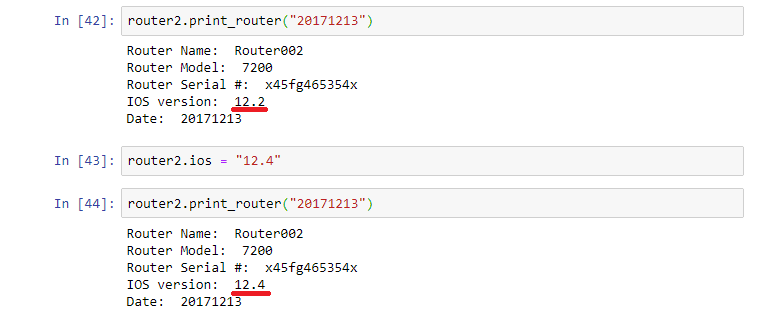 In [42]: router2.print_router("20171213")
Router Name:  Router002
Router Model:  7200
Router Serial #:  x45fg465354x
IOS version:  12.2
Date:  20171213
In [43]: router2.ios = "12.4"
In [44]: router2.print_router("20171213")
Router Name:  Router002
Router Model:  7200
Router Serial #:  x45fg465354x
IOS version:  12.4
Date:  20171213